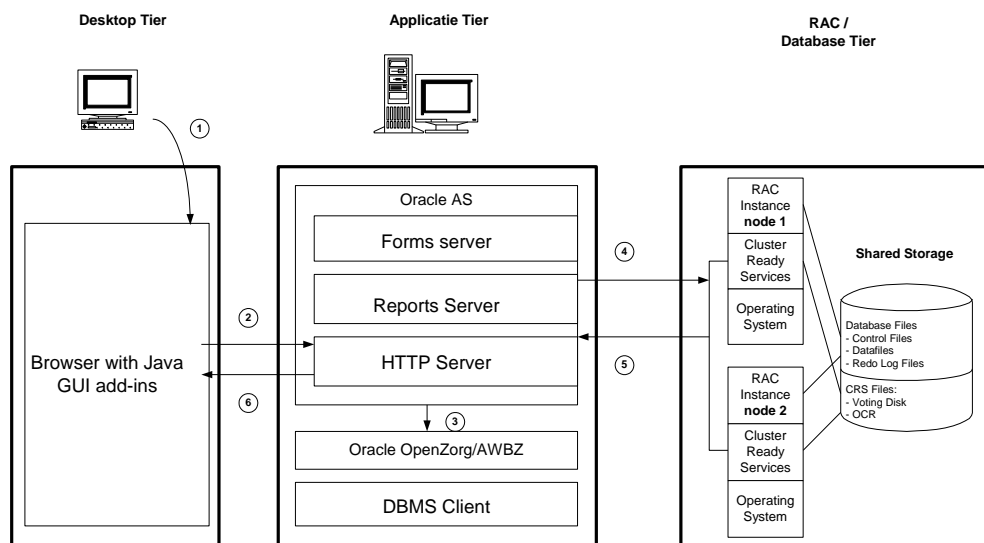 Desktop Tier
Applicatie Tier
RAC /
Database Tier
1
Browser with Java
GUI add-ins
2
6
Oracle AS
Forms server
Reports Server
HTTP Server
3
Oracle OpenZorg/AWBZ
DBMS Client
4
5
RAC
Instance
node 1
Cluster
Ready
Services
Operating
System
RAC
Instance
node 2
Cluster
Ready
Services
Operating
System
Shared Storage
Database Files
- Control Files
- Datafiles
- Redo Log Files
CRS Files:
- Voting Disk
- OCR